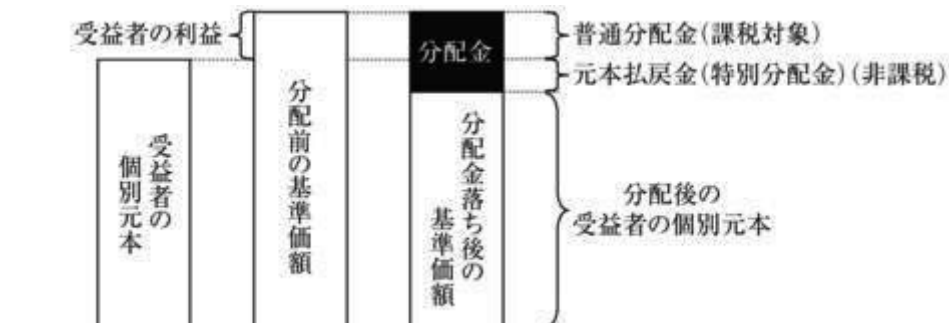 受益者の利益
分配金
普通分配金(課税対象)
元本払戻金(特別分配金)(非課税)
受益者の
個別元本
分配前の基準価額
分配金落ち後の
基準価額
分配後の
受益者の個別元本